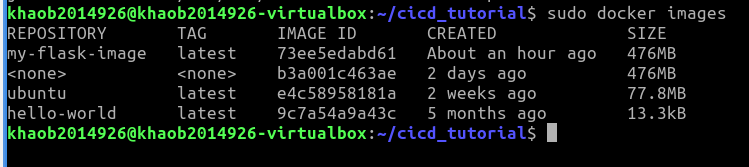 khaob2014926@khaob2014926-virtualbox:~/cicd_tutorial$ sudo docker images
REPOSITORY TAG IMAGE ID CREATED SIZE
my-flask-image latest 73ee5edabd61 About an hour ago 476MB
<none> <none> b3a001c463ae 2 days ago 476MB
ubuntu latest e4c58958181a 2 weeks ago 77.8MB
hello-world latest 9c7a54a9a43c 5 months ago 13.3kB
khaob2014926@khaob2014926-virtualbox:~/cicd_tutorial$